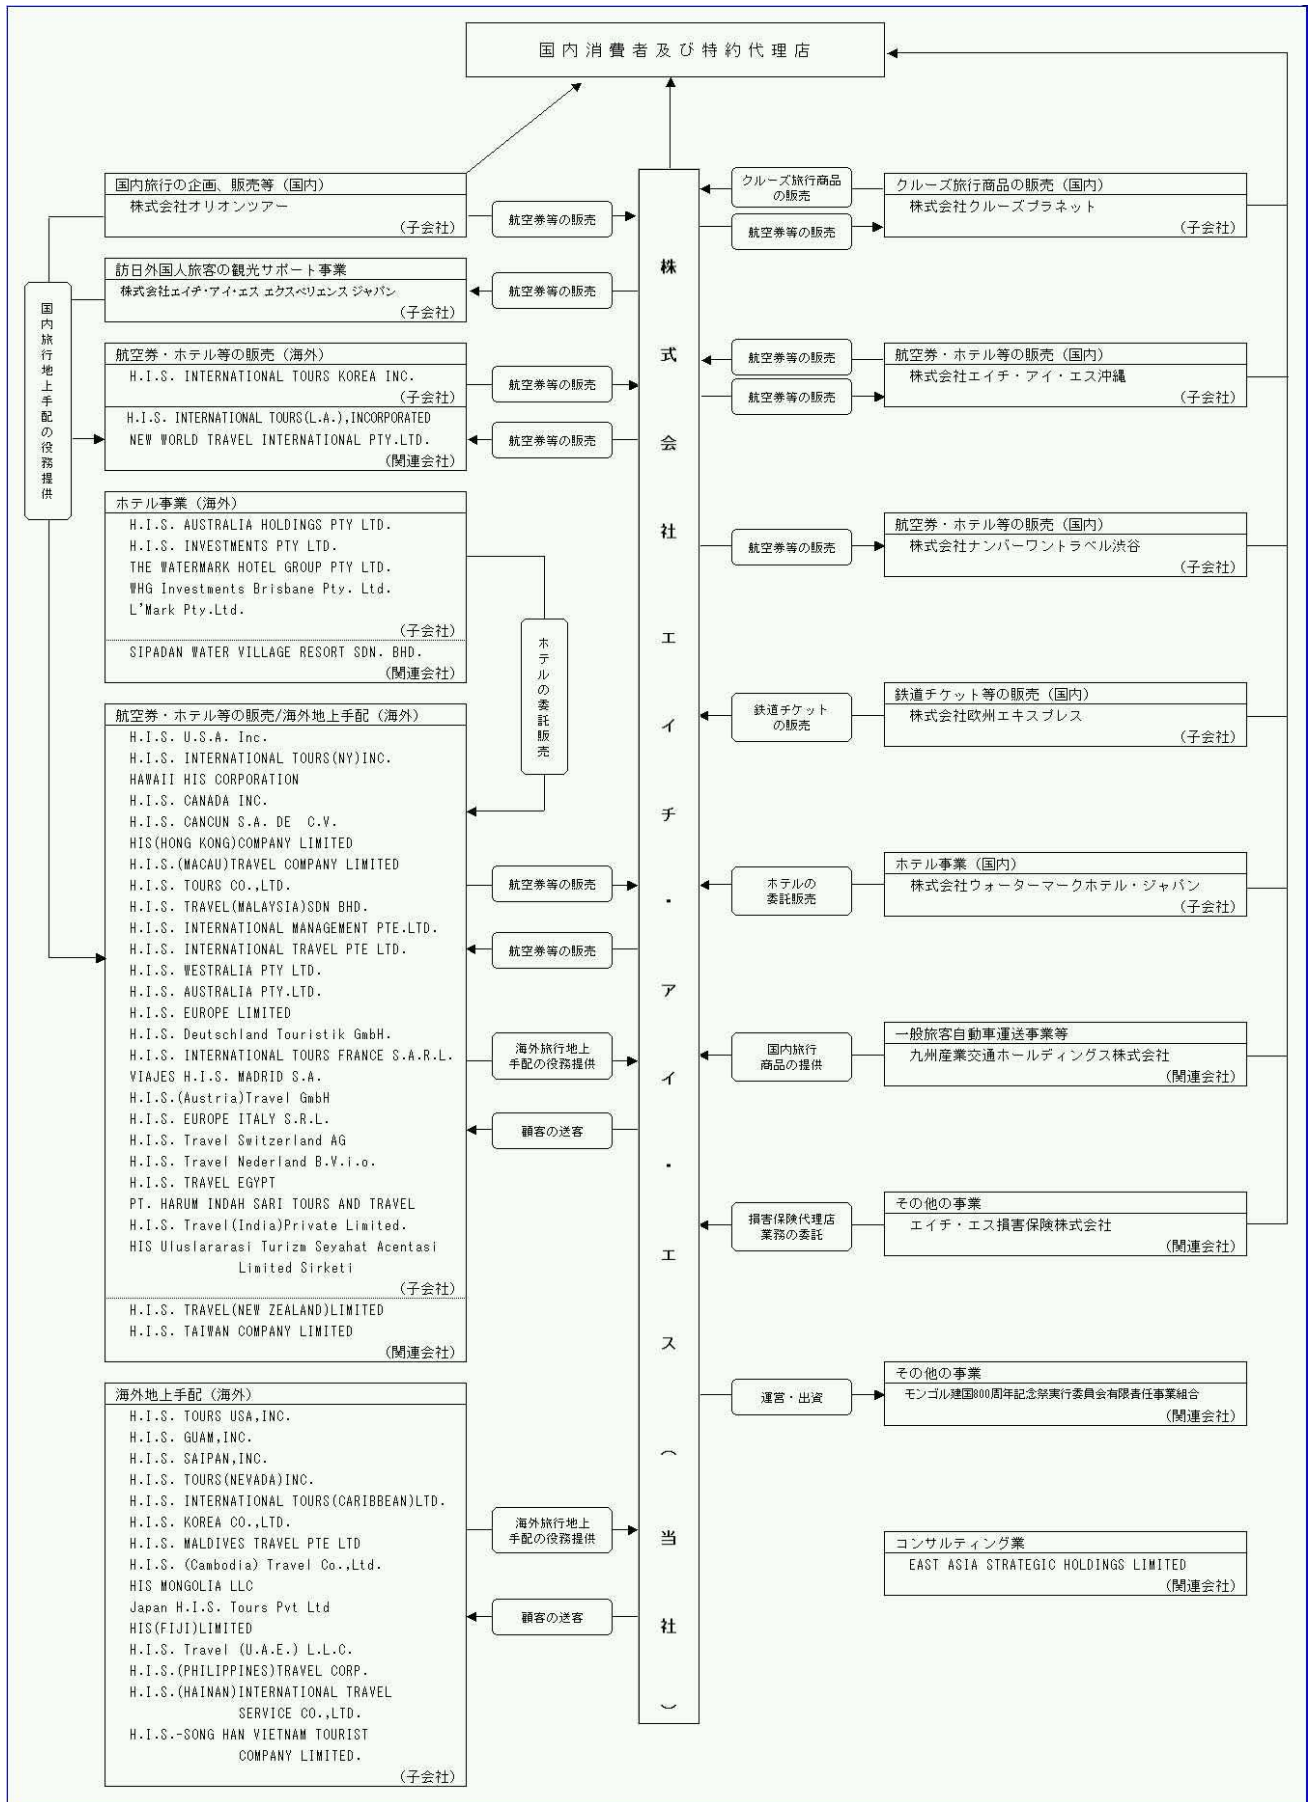 国内消費者及び特約代理店
国内旅行の企画、販売等（国内）
株式会社オリオンツアー
（子会社）
航空券等の販売
訪日外国人旅客の観光サポート事業
株式会社エイチ・アイ・エス エクスペリエンス ジャパン
（子会社）
航空券等の販売
国内旅行地上手配の役務提供
航空券・ホテル等の販売（海外）
H.I.S. INTERNATIONAL TOURS KOREA INC.
（子会社）
航空券等の販売
H.I.S. INTERNATIONAL TOURS(L.A.),INCORPORATED
NEW WORLD TRAVEL INTERNATIONAL PTY.LTD.
（関連会社）
航空券等の販売
ホテル事業（海外）
H.I.S. AUSTRALIA HOLDINGS PTY LTD.
H.I.S. INVESTMENTS PTY LTD.
THE WATERMARK HOTEL GROUP PTY LTD.
WHG Investments Brisbane Pty. Ltd.
L'Mark Pty.Ltd.
（子会社）
SIPADAN WATER VILLAGE RESORT SDN. BHD.
（関連会社）
ホテルの委託販売
航空券・ホテル等の販売/海外地上手配（海外）
H.I.S. U.S.A. Inc.
H.I.S. INTERNATIONAL TOURS(NY)INC.
HAWAII HIS CORPORATION
H.I.S. CANADA INC.
H.I.S. CANCUN S.A. DE C.V.
HIS(HONG KONG)COMPANY LIMITED
H.I.S.(MACAU)TRAVEL COMPANY LIMITED
H.I.S. TOURS CO.,LTD.
H.I.S. TRAVEL(MALAYSIA)SDN BHD.
H.I.S. INTERNATIONAL MANAGEMENT PTE.LTD.
H.I.S. INTERNATIONAL TRAVEL PTE LTD.
H.I.S. WESTRALIA PTY LTD.
H.I.S. AUSTRALIA PTY.LTD.
H.I.S. EUROPE LIMITED
H.I.S. Deutschland Touristik GmbH.
H.I.S. INTERNATIONAL TOURS FRANCE S.A.R.L.
VIAJES H.I.S. MADRID S.A.
H.I.S.(Austria)Travel GmbH
H.I.S. EUROPE ITALY S.R.L.
H.I.S. Travel Switzerland AG
H.I.S. Travel Nederland B.V.i.o.
H.I.S. TRAVEL EGYPT
PT. HARUM INDAH SARI TOURS AND TRAVEL
H.I.S. Travel(India)Private Limited.
HIS Uluslararasi Turizm Seyahat Acentasi
Limited Sirketi
（子会社）
H.I.S. TRAVEL(NEW ZEALAND)LIMITED
H.I.S. TAIWAN COMPANY LIMITED
（関連会社）
航空券等の販売
航空券等の販売
海外旅行地上
手配の役務提供
顧客の送客
海外地上手配（海外）
H.I.S. TOURS USA,INC.
H.I.S. GUAM,INC.
H.I.S. SAIPAN,INC.
H.I.S. TOURS(NEVADA)INC.
H.I.S. INTERNATIONAL TOURS(CARIBBEAN)LTD.
H.I.S. KOREA CO.,LTD.
H.I.S. MALDIVES TRAVEL PTE LTD
H.I.S. (Cambodia) Travel Co.,Ltd.
HIS MONGOLIA LLC
Japan H.I.S. Tours Pvt Ltd
HIS(FIJI)LIMITED
H.I.S. Travel (U.A.E.) L.L.C.
H.I.S.(PHILIPPINES)TRAVEL CORP.
H.I.S.(HAINAN)INTERNATIONAL TRAVEL
SERVICE CO.,LTD.
H.I.S.-SONG HAN VIETNAM TOURIST
COMPANY LIMITED.
（子会社）
海外旅行地上
手配の役務提供
顧客の送客
株式会社エイチ・アイ・エス（当社）
クルーズ旅行商品
の販売
航空券等の販売
クルーズ旅行商品の販売（国内）
株式会社クルーズプラネット
（子会社）
航空券等の販売
航空券等の販売
航空券・ホテル等の販売（国内）
株式会社エイチ・アイ・エス沖縄
（子会社）
航空券等の販売
航空券・ホテル等の販売（国内）
株式会社ナンバーワントラベル渋谷
（子会社）
鉄道チケット
の販売
鉄道チケット等の販売（国内）
株式会社欧州エキスプレス
（子会社）
ホテルの
委託販売
ホテル事業（国内）
株式会社ウォーターマークホテル・ジャパン
（子会社）
国内旅行
商品の提供
一般旅客自動車運送事業等
九州産業交通ホールディングス株式会社
（関連会社）
損害保険代理店
業務の委託
その他の事業
エイチ・エス損害保険株式会社
（関連会社）
運営・出資
その他の事業
モンゴル建国800周年記念祭実行委員会有限責任事業組合
（関連会社）
コンサルティング業
EAST ASIA STRATEGIC HOLDINGS LIMITED
（関連会社）